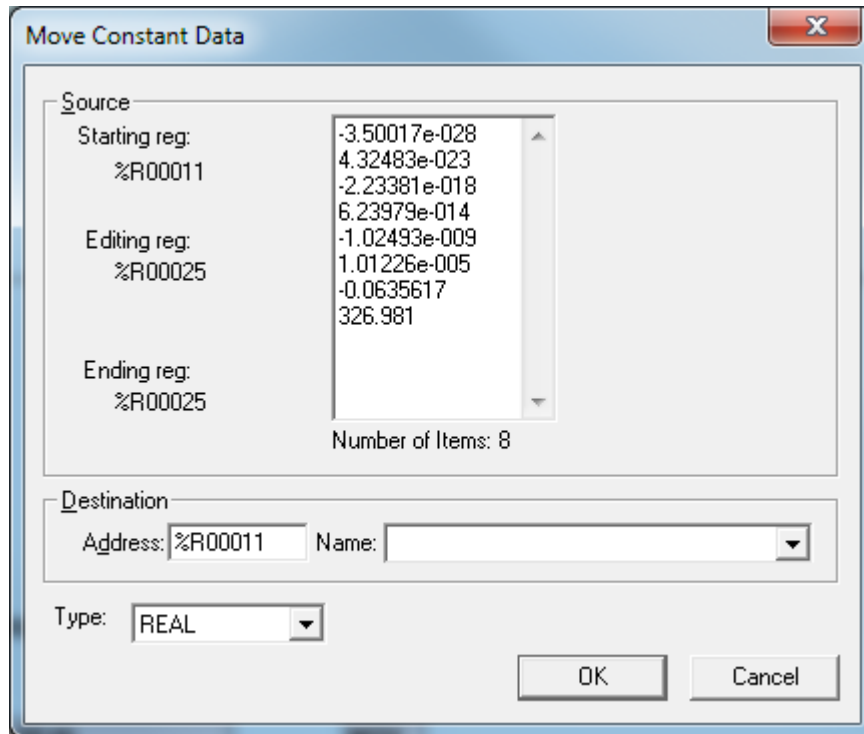 Move Constant Data
Source
Starting reg:
%R00011
Editing reg:
%R00025
Ending reg:
%R00025
-3.50017e-028
4.32483e-023
-2.23381e-018
6.23979e-014
-1.02493e-009
1.01226e-005
-0.0635617
326.981
Number of Items: 8
Destination
Address: %R00011 Name:
Type: REAL
OK Cancel